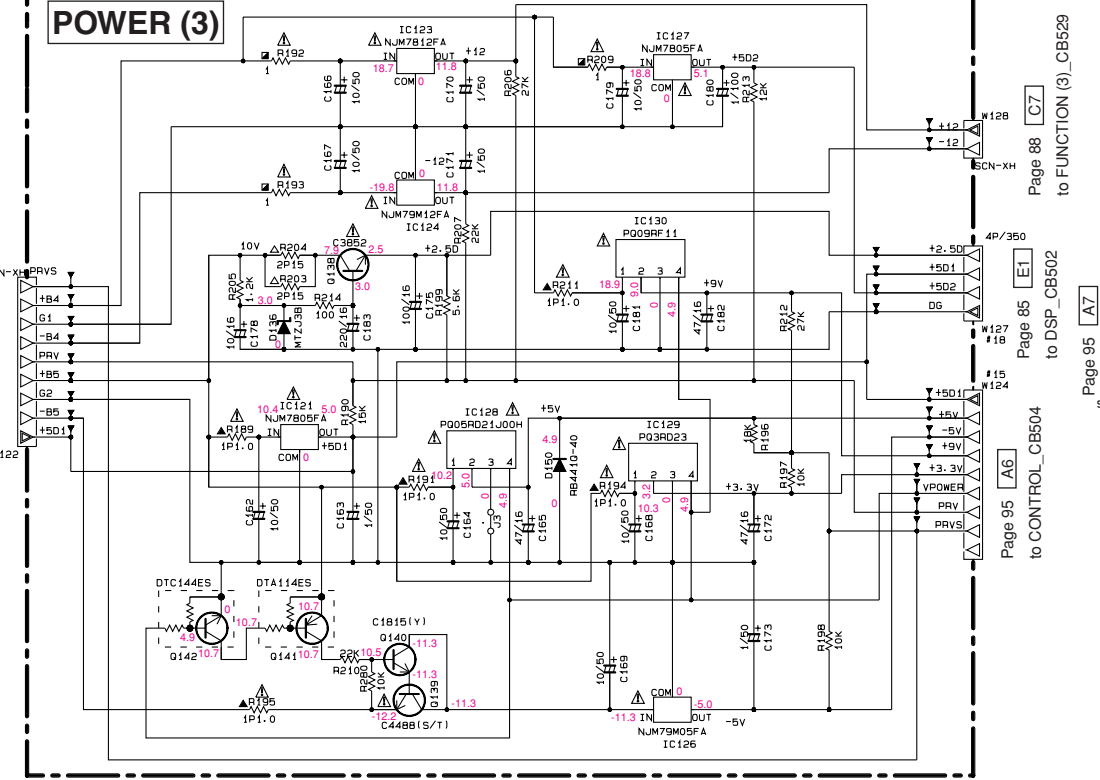 POWER (3)
IC123
NJM7812FA
IN
OUT
+12
18.7
11.8
COM
0
R192
1
C166
10/50
C170
1/50
R206
27K
IC127
NJM7805FA
IN
OUT
+5D2
18.8
5.1
COM
0
R209
1
C179
10/50
C180
1/100
R213
12K
W128
+12
-12
SCN-XH
Page 88
C7
to FUNCTION (3)_CB529
C167
10/50
C171
1/50
-12
COM
0
-19.8
11.8
IN
OUT
NJM79M12FA
IC124
R193
1
R207
22K
10V
R204
2P15
R203
2P15
C3852
7.9
2.5
Q138
3.0
+2.5D
R205
1.2K
3.0
R214
100
10/16
C178
D136
MTZJ3B
0
220/16
C183
100/16
C175
R199
5.6K
IC130
PQ09RF11
1 2 3 4
R211
1P1.0
18.9
9.0
0
4.9
+9V
10/50
C181
47/16
C182
R212
27K
4P/350
+2.5D
+5D1
+5D2
DG
W127
#18
Page 85
E1
to DSP_CB502
Page 95
A7
PRVS
+B4
G1
-B4
PRV
+B5
G2
-B5
+5D1
122
10.4
IC121
5.0
NJM7805FA
IN
OUT
+5D1
COM
0
R189
1P1.0
R190
15K
C162
10/50
C163
1/50
IC128
PQ05RD21J00H
1 2 3 4
10.2
5.0
0
4.9
R191
1P1.0
10/50
C164
J3
47/16
C165
+5V
4.9
D150
RB441Q-40
0
IC129
PQ3RD23
1 2 3 4
R194
1P1.0
3.2
10.3
0
4.9
+3.3V
10/50
C168
47/16
C172
R196
R197
10K
#15
W124
+5D1
+5V
-5V
+9V
+3.3V
VPOWER
PRV
PRVS
Page 95
A6
to CONTROL_CB504
DTC144ES
0
4.9
10.7
Q142
DTA114ES
10.7
10.7
10.7
Q141
22K
R210
10.5
R280
10K
C1815(Y)
Q140
-11.3
-11.3
Q139
-11.3
-12.2
C4488(S/T)
R195
1P1.0
10/50
C169
1/50
C173
R198
10K
COM
0
-11.3
IN
-5.0
OUT
-5V
NJM79M05FA
IC126